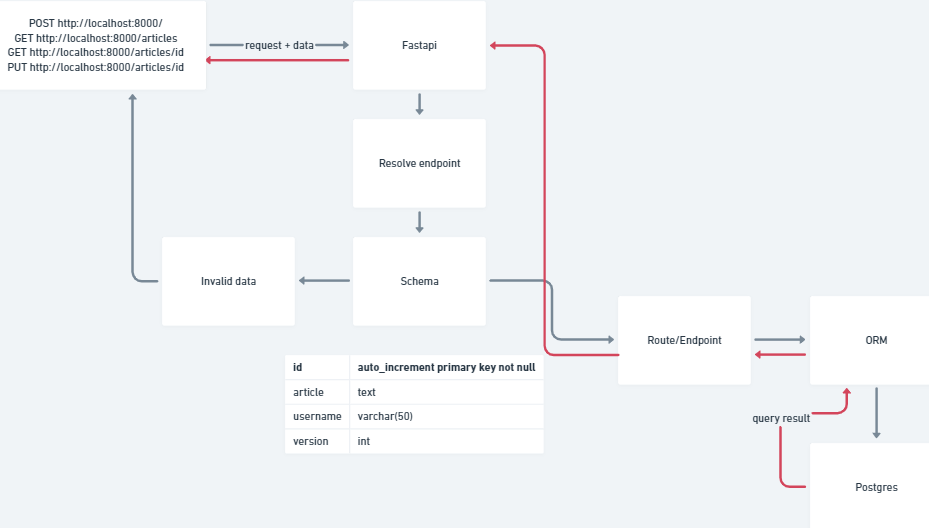 POST http://localhost:8000/
GET http://localhost:8000/articles
GET http://localhost:8000/articles/id
PUT http://localhost:8000/articles/id
request + data
Fastapi
Resolve endpoint
Invalid data
Schema
Route/Endpoint
ORM
id auto_increment primary key not null
article text
username varchar(50)
version int
query result
Postgres